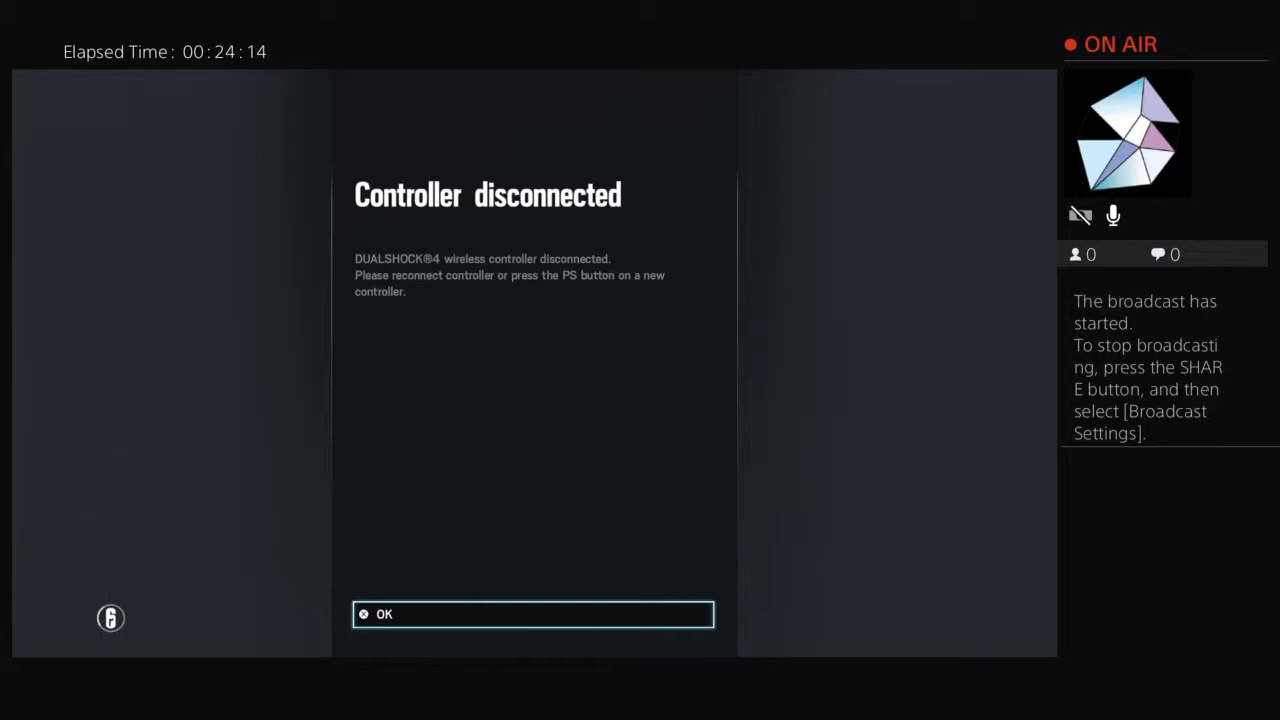 Elapsed Time: 00:24:14
ON AIR
Controller disconnected
DUALSHOCK®4 wireless controller disconnected.
Please reconnect controller or press the PS button on a new
controller.
0
0
The broadcast has
started.
To stop broadcasti
ng, press the SHAR
E button, and then
select [Broadcast
Settings].
OK
6